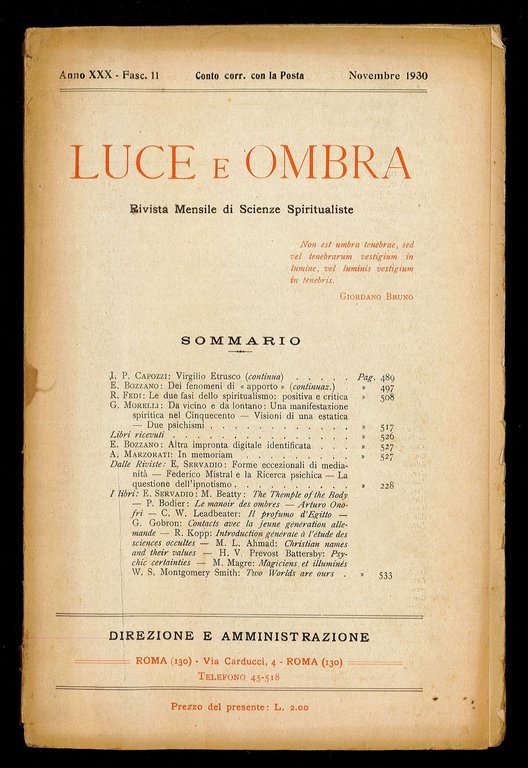 Anno XXX - Fasc. 11 Conto corr. con la Posta Novembre 1930
LUCE E OMBRA
Rivista Mensile di Scienze Spiritualiste
Non est umbra tenebrae, sed
vel tenebrarum vestigium in
lumine, vel luminis vestigium
in tenebris.
GIORDANO BRUNO
SOMMARIO
I. P. CAPOZZI: Virgilio Etrusco (continua) . . . . . Pag. 489
E. BOZZANO: Dei fenomeni di « apporto » (continuaz.) . » 497
R. FEDI: Le due fasi dello spiritualismo: positiva e critica » 508
G. MORELLI: Da vicino e da lontano: Una manifestazione
spiritica nel Cinquecento — Visioni di una estatica
— Due psichismi . . . . . . . . . . . » 517
Libri ricevuti . . . . . . . . . . . . . . » 526
E. BOZZANO: Altra impronta digitale identificata . . . . » 527
A. MARZORATI: In memoriam . . . . . . . . » 527
Dalle Riviste: E. SERVADIO: Forme eccezionali di media-
nità — Federico Mistral e la Ricerca psichica — La
questione dell'ipnotismo . . . . . . . . . » 228
I libri: E. SERVADIO: M. Beatty: The Themple of the Body
— P. Bodier: Le manoir des ombres — Arturo Ono-
fri — C. W. Leadbeater: Il profumo d'Egitto —
G. Gobron: Contacts avec la jeune génération alle-
mande — R. Kopp: Introduction générale à l'étude des
sciences occultes — M. L. Ahmad: Christian names
and their values — H. V. Prevost Battersby: Psy-
chic certainties — M. Magre: Magiciens et illuminés
W. S. Montgomery Smith: Two Worlds are ours . » 533
DIREZIONE E AMMINISTRAZIONE
ROMA (130) - Via Carducci, 4 - ROMA (130)
TELEFONO 45-518
Prezzo del presente: L. 2,00